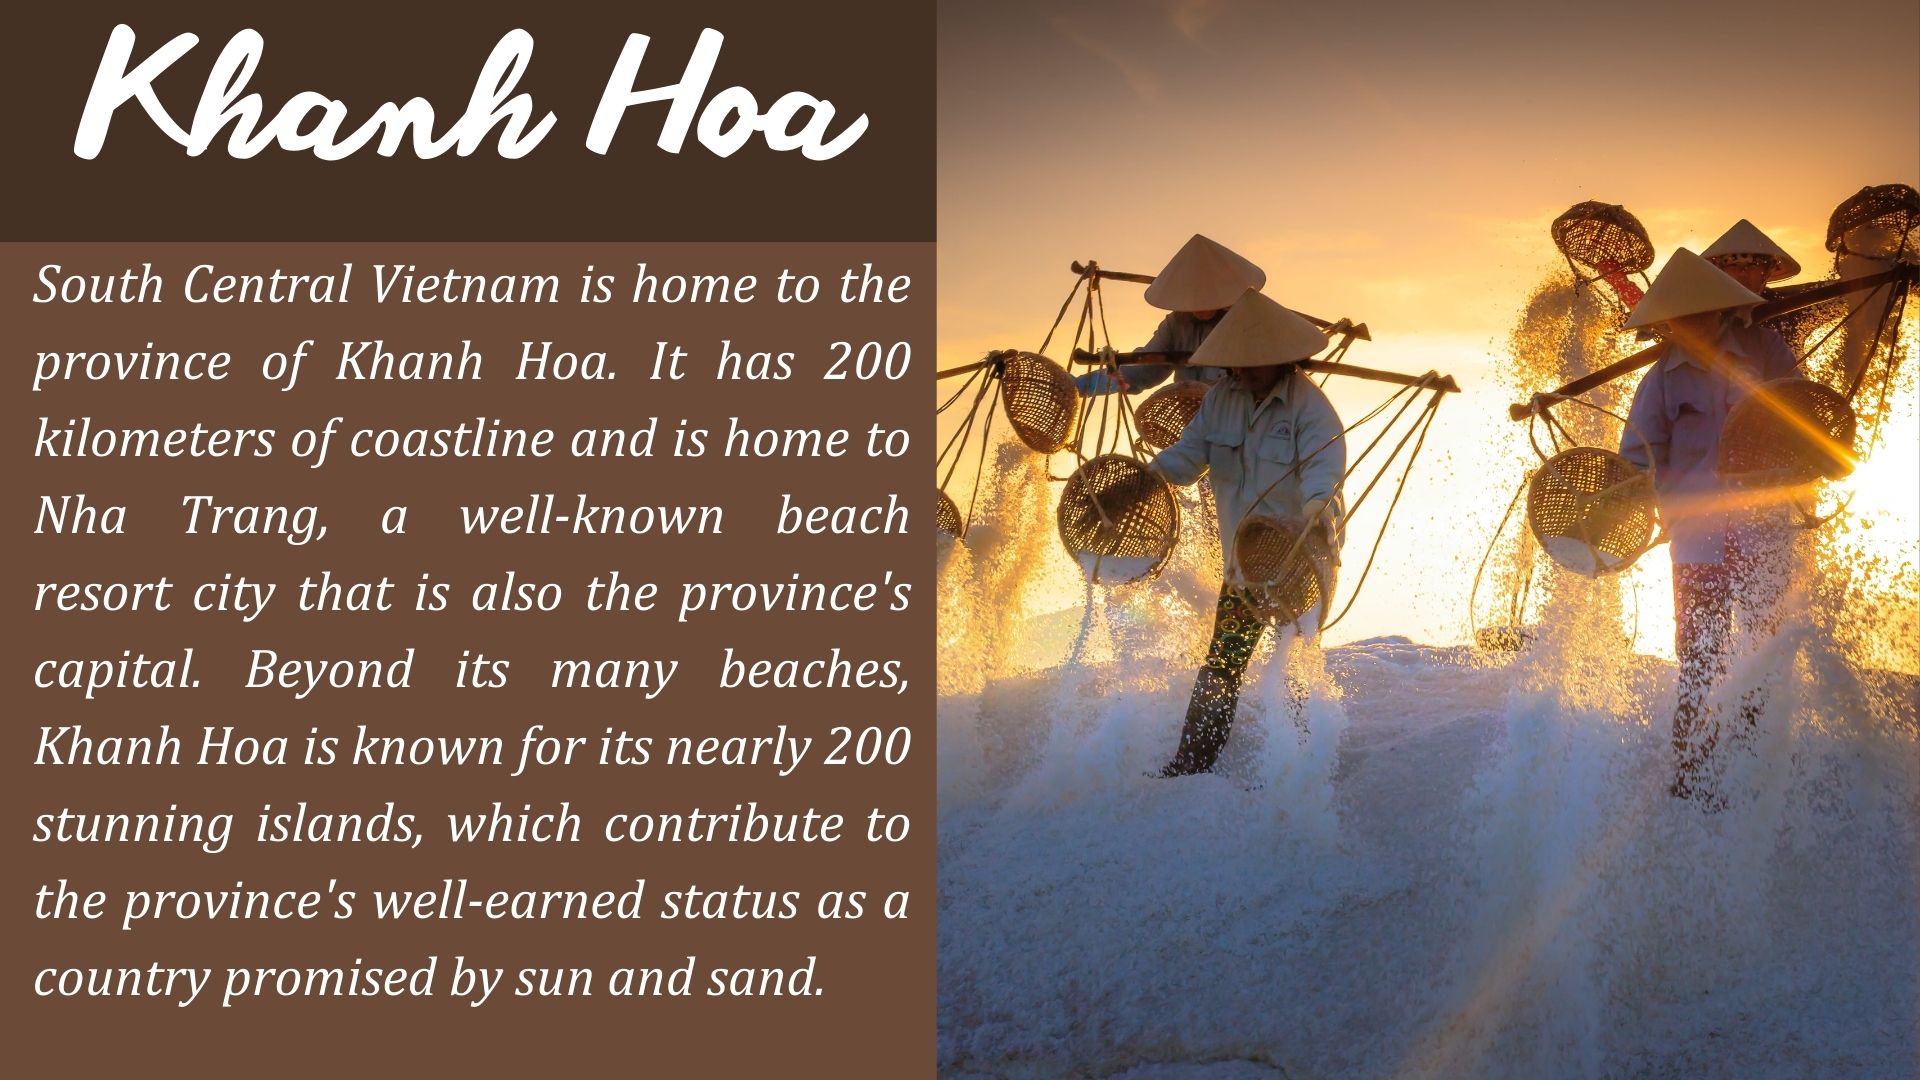 Khanh Hoa
South Central Vietnam is home to the
province of Khanh Hoa. It has 200
kilometers of coastline and is home to
Nha Trang, a well-known beach
resort city that is also the province's
capital. Beyond its many beaches,
Khanh Hoa is known for its nearly 200
stunning islands, which contribute to
the province's well-earned status as a
country promised by sun and sand.